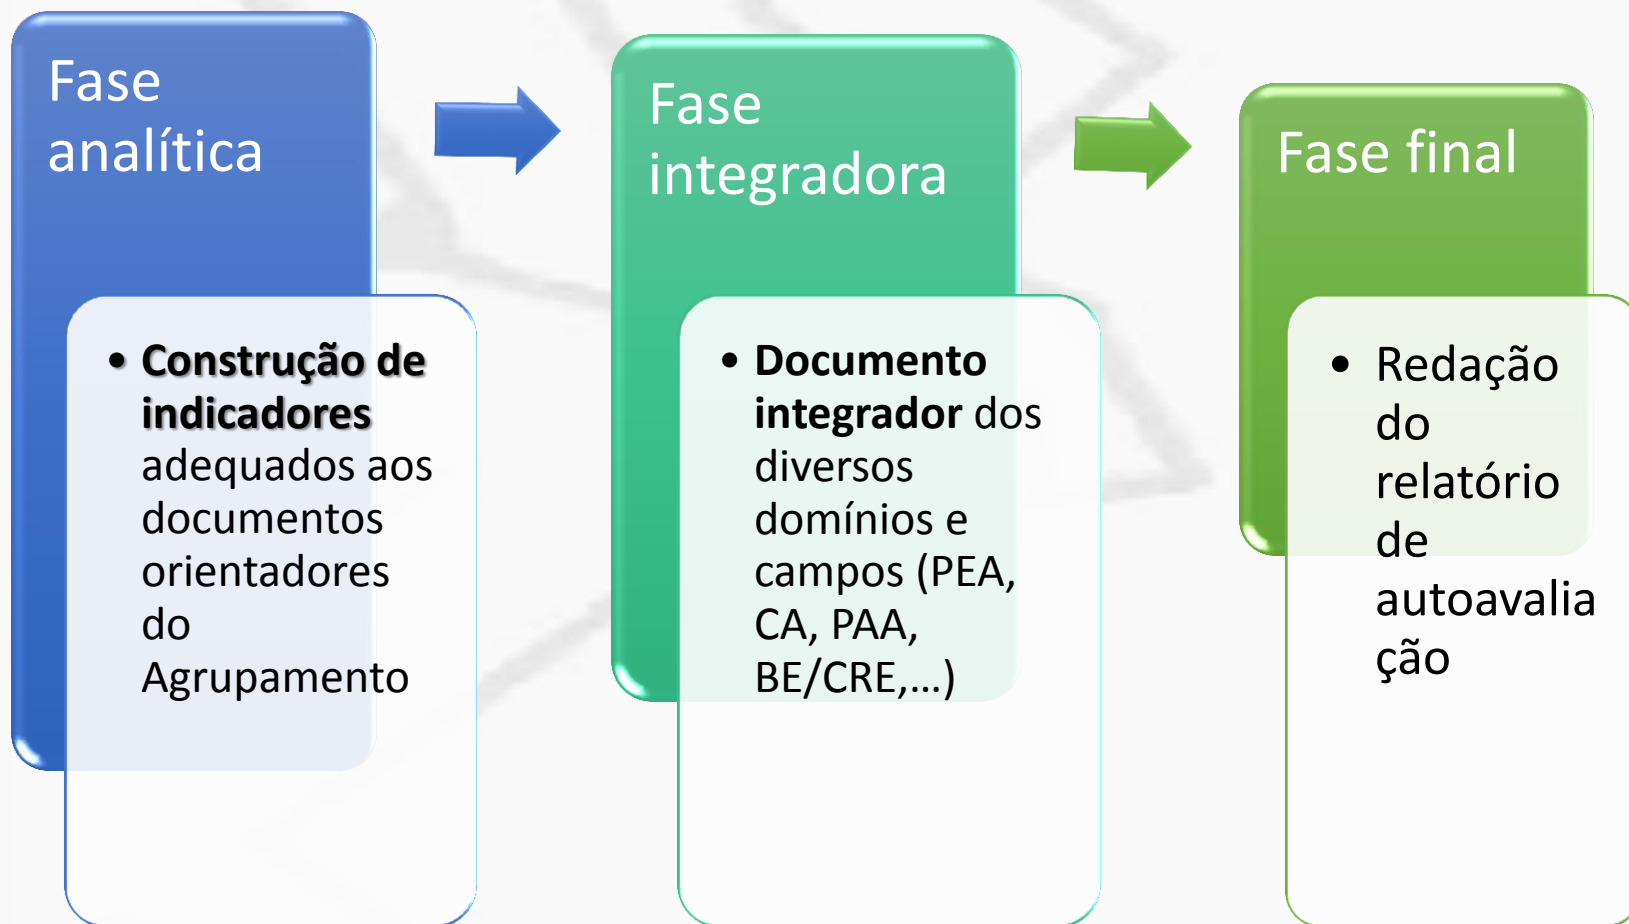 Fase
analítica
• Construção de
indicadores
adequados aos
documentos
orientadores
do
Agrupamento
Fase
integradora
• Documento
integrador dos
diversos
domínios e
campos (PEA,
CA, PAA,
BE/CRE,...)
Fase final
• Redação
do
relatório
de
autoavalia
ção